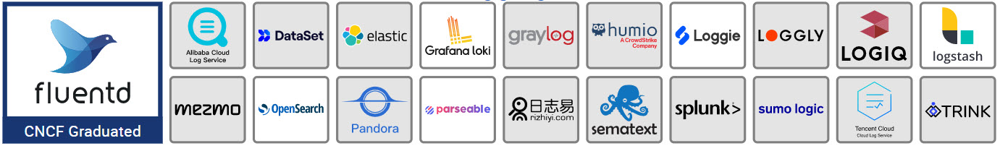 fluentd
CNCF Graduated
Alibaba Cloud
Log Service
DataSet
elastic
Grafana loki
graylog
humio
A CrowdStrike
Company
Loggie
LOGGLY
LOGIQ
logstash
mezmo
OpenSearch
Pandora
parseable
日志易
rizhiyi.com
sematext
splunk>
sumo logic
Tencent Cloud
Cloud Log Service
TRINK